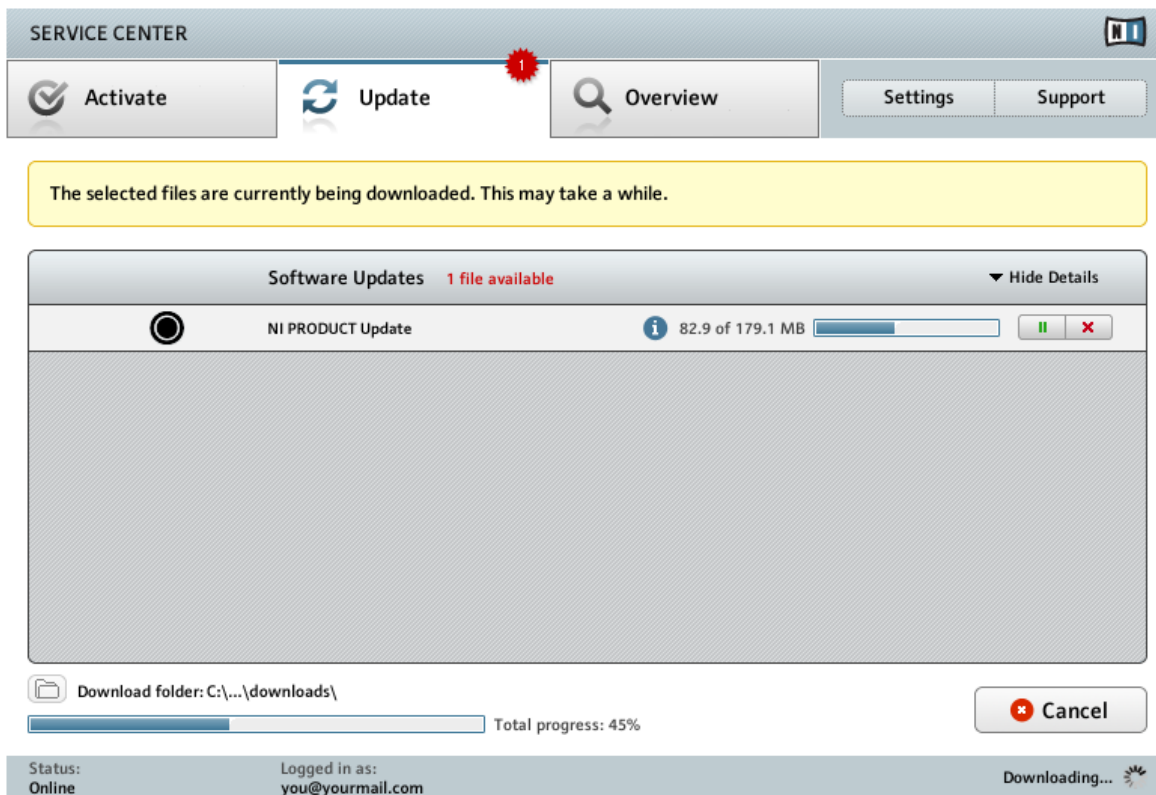 SERVICE CENTER
NI
Activate
Update
1
Overview
Settings
Support
The selected files are currently being downloaded. This may take a while.
Software Updates 1 file available
Hide Details
NI PRODUCT Update
i
82.9 of 179.1 MB
Download folder: C:\...\downloads\
Total progress: 45%
Cancel
Status:
Online
Logged in as:
you@yourmail.com
Downloading...